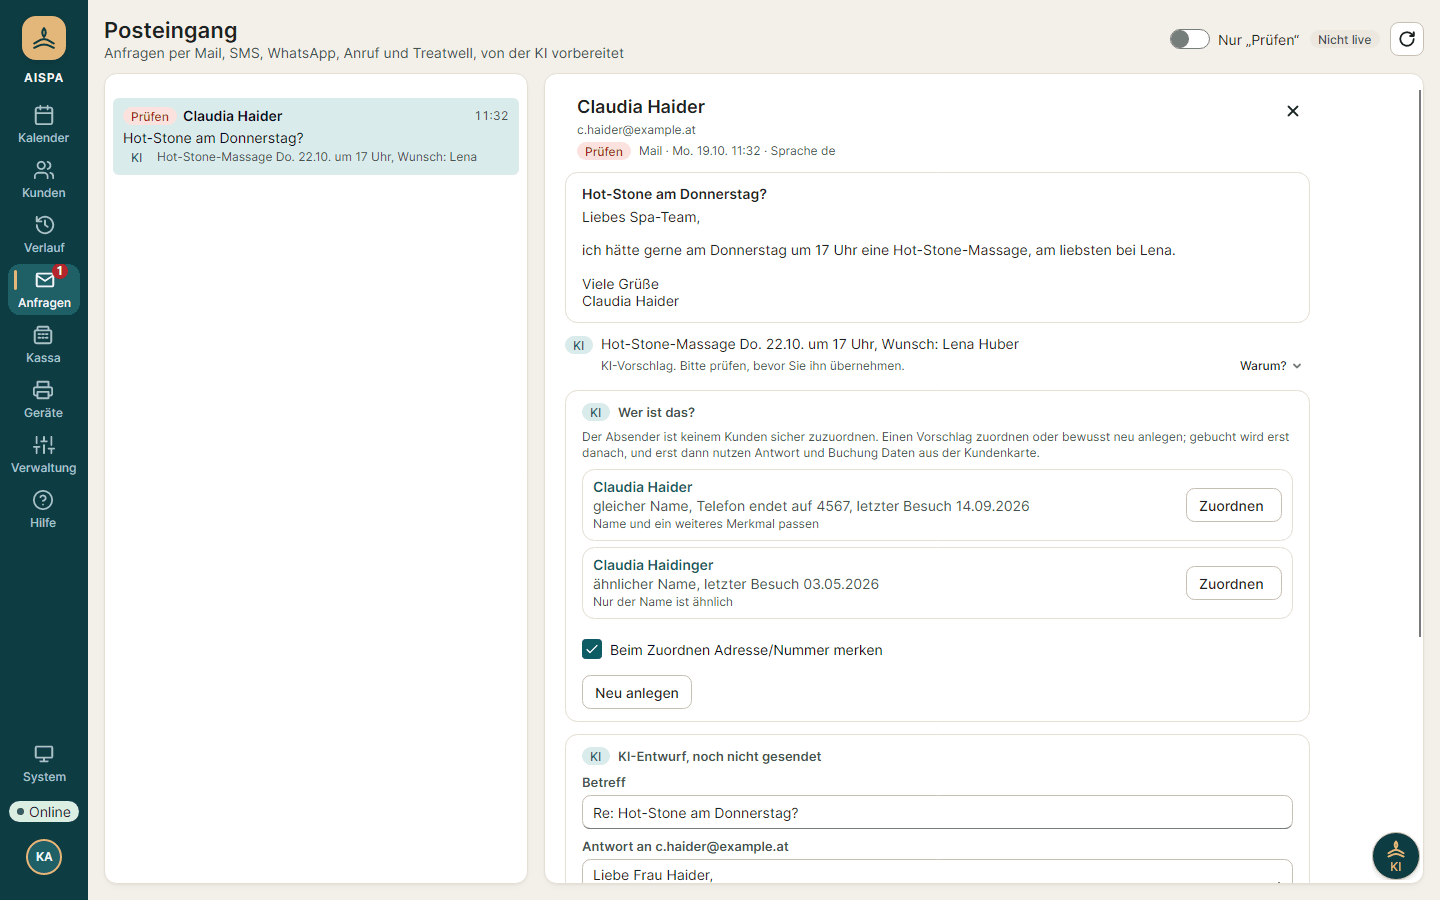 AISPA
Kalender
Kunden
Verlauf
1
Anfragen
Kassa
Geräte
Verwaltung
Hilfe
System
Online
KA
Posteingang
Anfragen per Mail, SMS, WhatsApp, Anruf und Treatwell, von der KI vorbereitet
Nur „Prüfen“
Nicht live
Prüfen Claudia Haider 11:32
Hot-Stone am Donnerstag?
KI Hot-Stone-Massage Do. 22.10. um 17 Uhr, Wunsch: Lena
Claudia Haider
c.haider@example.at
Prüfen Mail · Mo. 19.10. 11:32 · Sprache de
Hot-Stone am Donnerstag?
Liebes Spa-Team,
ich hätte gerne am Donnerstag um 17 Uhr eine Hot-Stone-Massage, am liebsten bei Lena.
Viele Grüße
Claudia Haider
KI Hot-Stone-Massage Do. 22.10. um 17 Uhr, Wunsch: Lena Huber
KI-Vorschlag. Bitte prüfen, bevor Sie ihn übernehmen. Warum?
KI Wer ist das?
Der Absender ist keinem Kunden sicher zuzuordnen. Einen Vorschlag zuordnen oder bewusst neu anlegen; gebucht wird erst
danach, und erst dann nutzen Antwort und Buchung Daten aus der Kundenkarte.
Claudia Haider
gleicher Name, Telefon endet auf 4567, letzter Besuch 14.09.2026
Name und ein weiteres Merkmal passen
Zuordnen
Claudia Haidinger
ähnlicher Name, letzter Besuch 03.05.2026
Nur der Name ist ähnlich
Zuordnen
Beim Zuordnen Adresse/Nummer merken
Neu anlegen
KI KI-Entwurf, noch nicht gesendet
Betreff
Re: Hot-Stone am Donnerstag?
Antwort an c.haider@example.at
Liebe Frau Haider,
KI